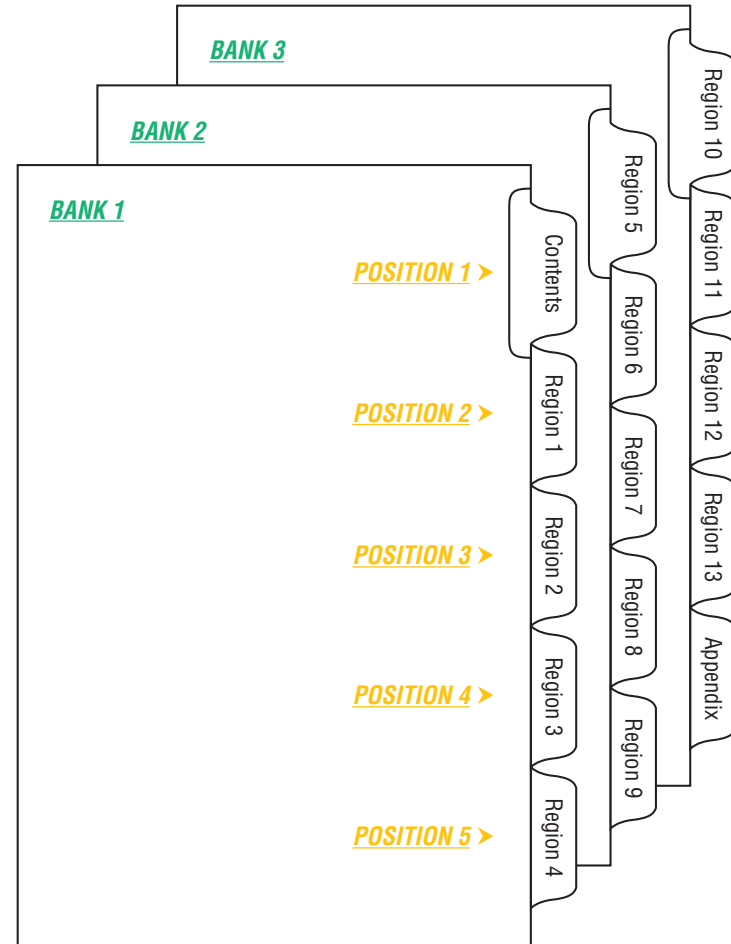 BANK 3
BANK 2
BANK 1
POSITION 1
POSITION 2
POSITION 3
POSITION 4
POSITION 5
Contents
Region 1
Region 2
Region 3
Region 4
Region 5
Region 6
Region 7
Region 8
Region 9
Region 10
Region 11
Region 12
Region 13
Appendix